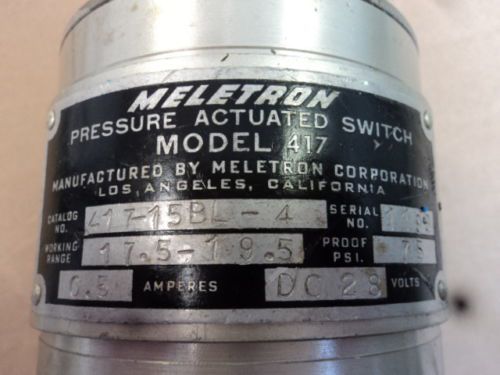 MELETRON
PRESSURE ACTUATED SWITCH
MODEL 417
MANUFACTURED BY MELETRON CORPORATION
LOS ANGELES, CALIFORNIA
CATALOG NO. 417-15BL-4 SERIAL NO.
WORKING RANGE 17.5-19.5 PROOF PSI. 75
0.5 AMPERES DC 28 VOLTS